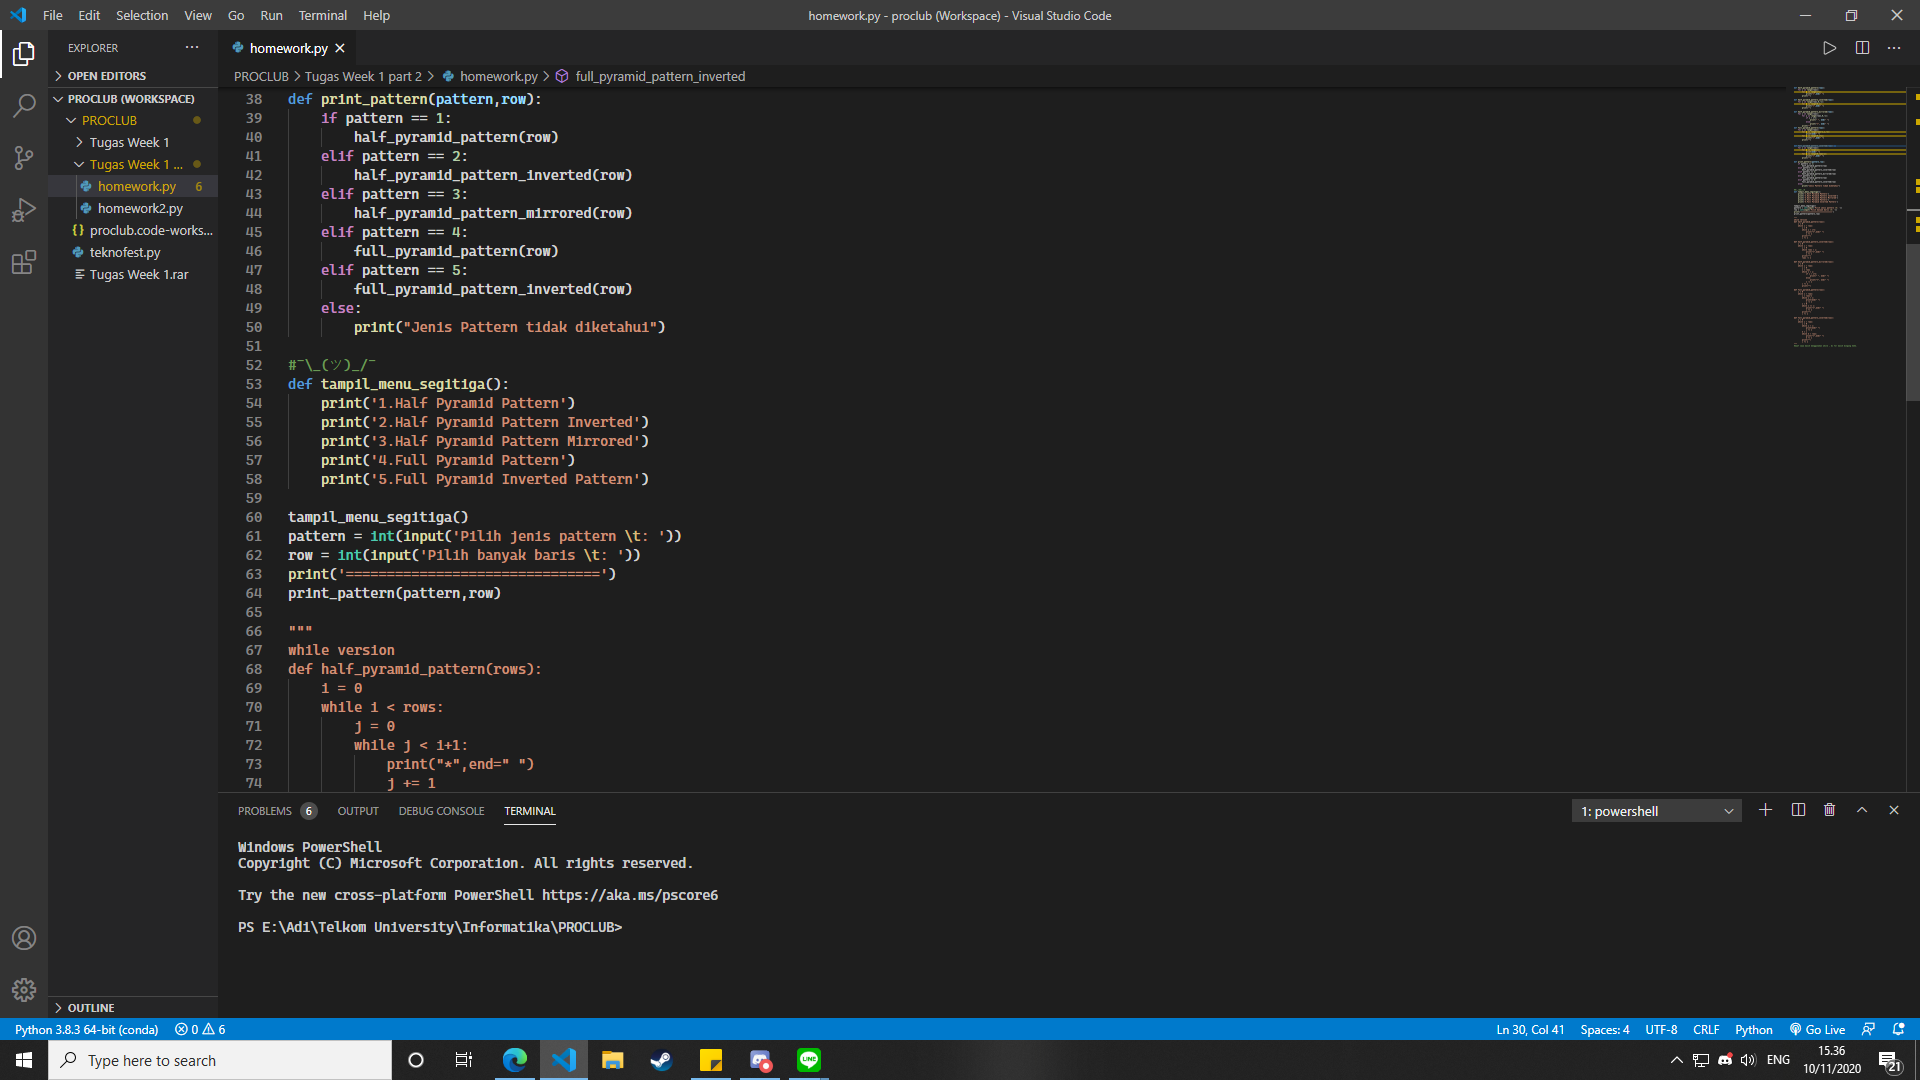 File Edit Selection View Go Run Terminal Help
homework.py - proclub (Workspace) - Visual Studio Code
EXPLORER
OPEN EDITORS
PROCLUB (WORKSPACE)
PROCLUB
Tugas Week 1
Tugas Week 1 ...
homework.py 6
homework2.py
{} proclub.code-works...
teknofest.py
Tugas Week 1.rar
OUTLINE
homework.py
PROCLUB > Tugas Week 1 part 2 > homework.py > full_pyramid_pattern_inverted
38 def print_pattern(pattern,row):
39     if pattern == 1:
40         half_pyramid_pattern(row)
41     elif pattern == 2:
42         half_pyramid_pattern_inverted(row)
43     elif pattern == 3:
44         half_pyramid_pattern_mirrored(row)
45     elif pattern == 4:
46         full_pyramid_pattern(row)
47     elif pattern == 5:
48         full_pyramid_pattern_inverted(row)
49     else:
50         print("Jenis Pattern tidak diketahui")
51
52 #¯\_(ツ)_/¯
53 def tampil_menu_segitiga():
54     print('1.Half Pyramid Pattern')
55     print('2.Half Pyramid Pattern Inverted')
56     print('3.Half Pyramid Pattern Mirrored')
57     print('4.Full Pyramid Pattern')
58     print('5.Full Pyramid Inverted Pattern')
59
60 tampil_menu_segitiga()
61 pattern = int(input('Pilih jenis pattern \t: '))
62 row = int(input('Pilih banyak baris \t: '))
63 print('===============================')
64 print_pattern(pattern,row)
65
66 """
67 while version
68 def half_pyramid_pattern(rows):
69     i = 0
70     while i < rows:
71         j = 0
72         while j < i+1:
73             print("*",end=" ")
74             j += 1
PROBLEMS 6 OUTPUT DEBUG CONSOLE TERMINAL
1: powershell
Windows PowerShell
Copyright (C) Microsoft Corporation. All rights reserved.
Try the new cross-platform PowerShell https://aka.ms/pscore6
PS E:\Adi\Telkom University\Informatika\PROCLUB>
Python 3.8.3 64-bit (conda) 0 6
Ln 30, Col 41 Spaces: 4 UTF-8 CRLF Python Go Live
Type here to search
LINE
ENG
15.36
10/11/2020
21